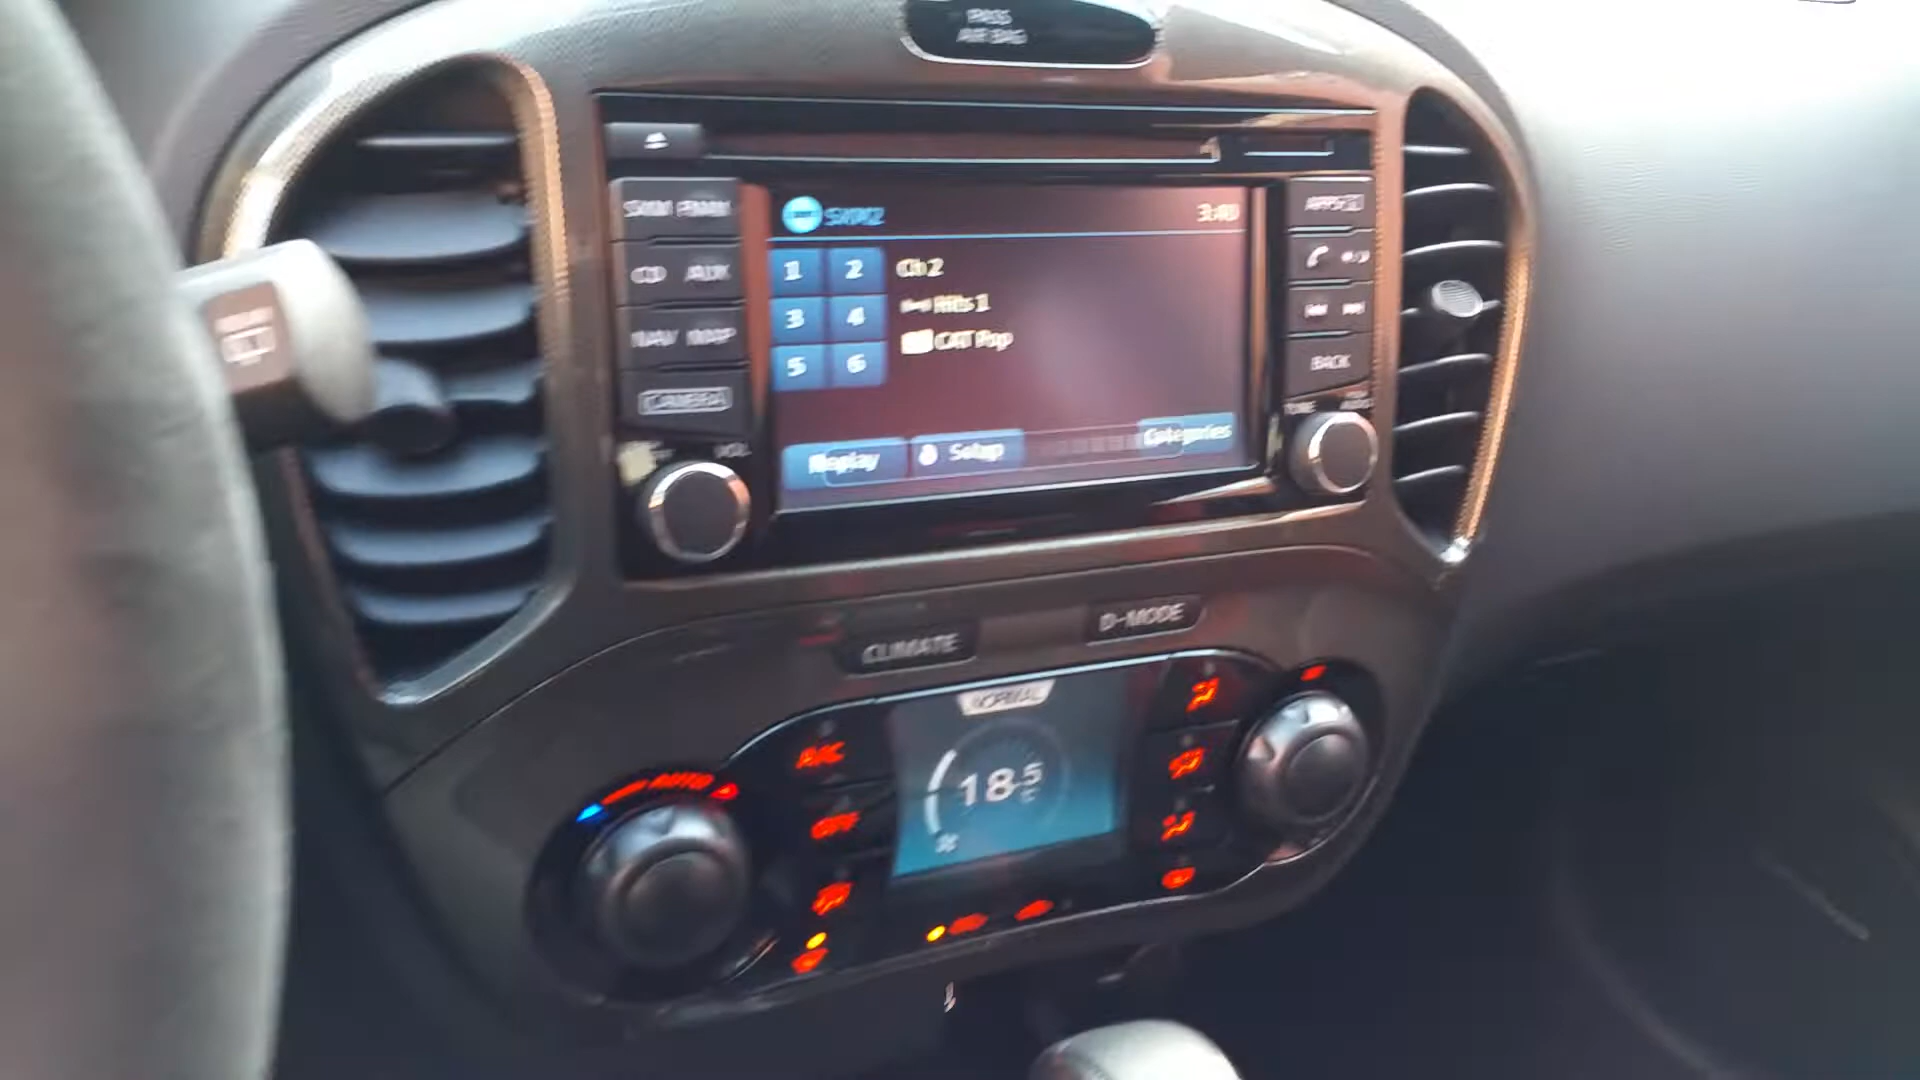 PASS
AIR BAG
SXM FM/AM
CD AUX
NAV MAP
CAMERA
VOL
SXM2
3:40
1 2
3 4
5 6
Ch 2
Hits 1
CAT Pop
Replay
Setup
Categories
BACK
TUNE
AUDIO
CLIMATE
D-MODE
NORMAL
18.5
AUTO
A/C
OFF